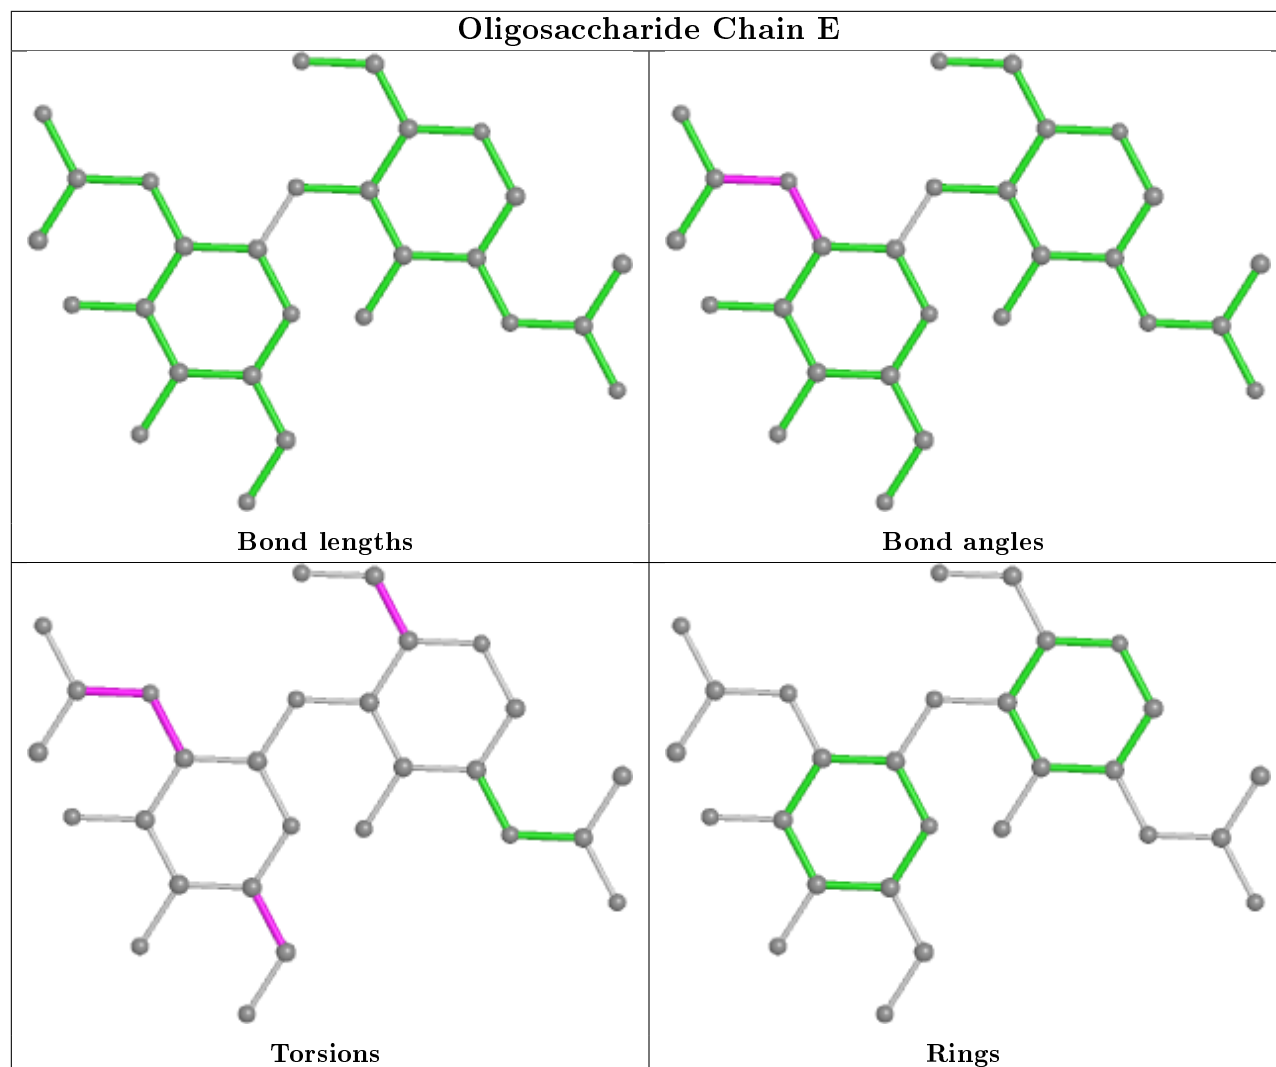 Oligosaccharide Chain E
Bond lengths
Bond angles
Torsions
Rings